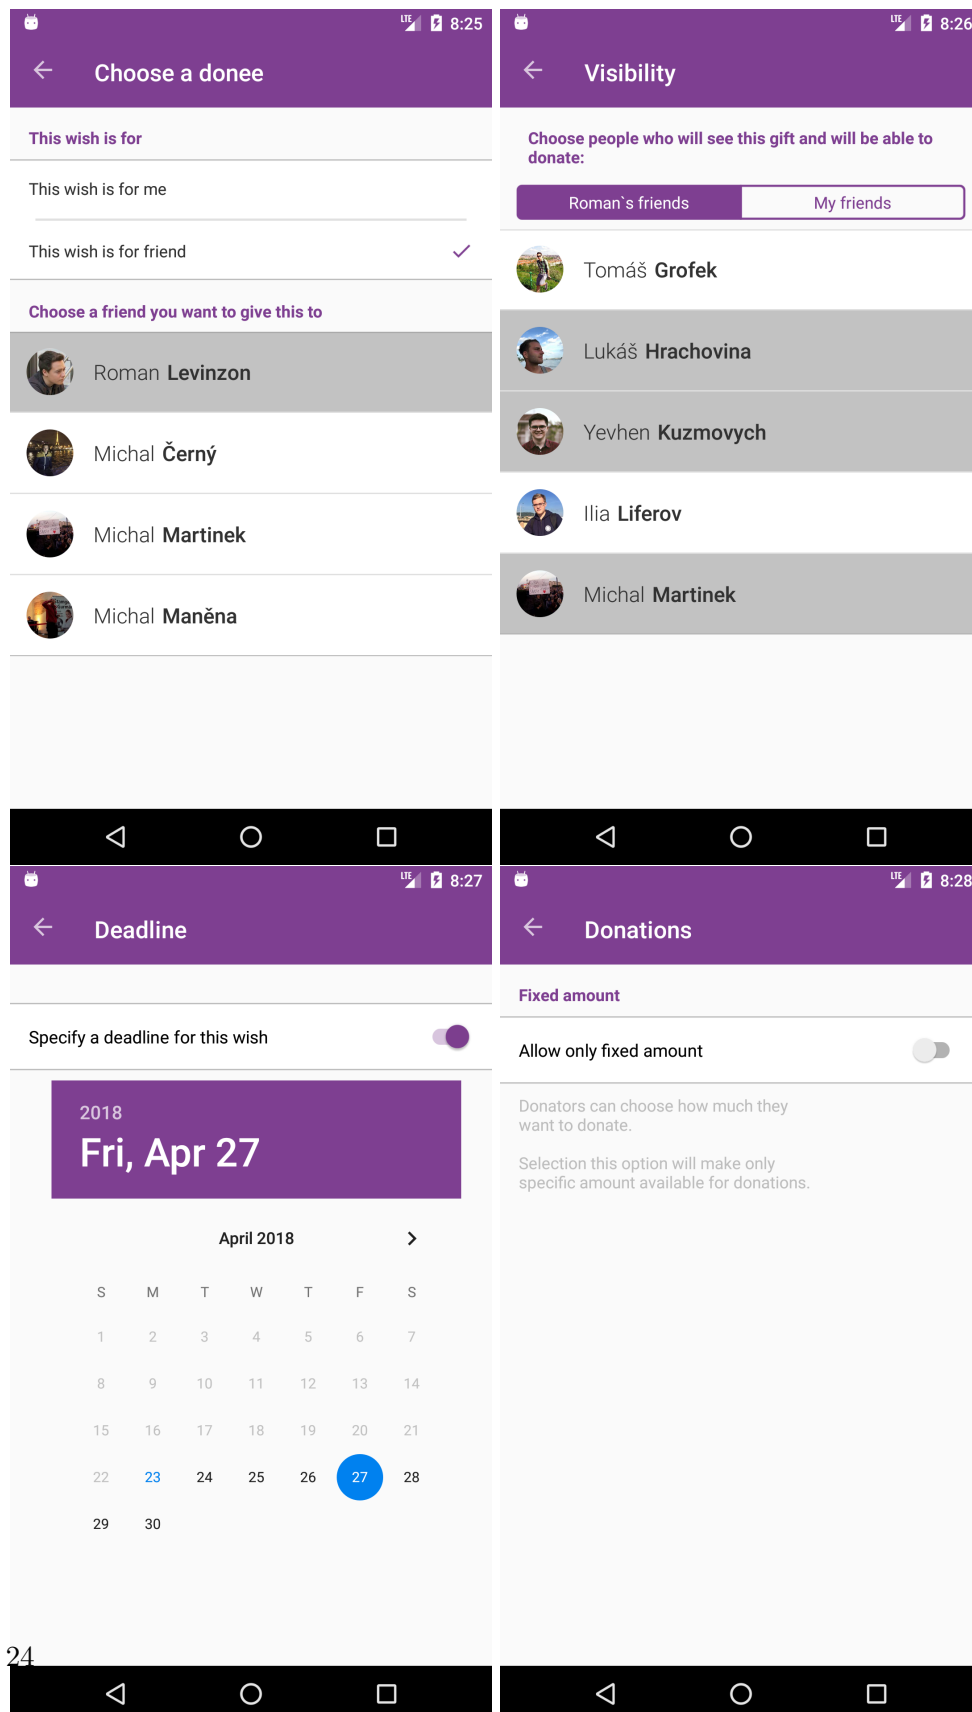 LTE 8:25
Choose a donee
This wish is for
This wish is for me
This wish is for friend
Choose a friend you want to give this to
Roman Levinzon
Michal Černý
Michal Martinek
Michal Maněna
LTE 8:26
Visibility
Choose people who will see this gift and will be able to
donate:
Roman`s friends My friends
Tomáš Grofek
Lukáš Hrachovina
Yevhen Kuzmovych
Ilia Liferov
Michal Martinek
LTE 8:27
Deadline
Specify a deadline for this wish
2018
Fri, Apr 27
April 2018
S M T W T F S
1 2 3 4 5 6 7
8 9 10 11 12 13 14
15 16 17 18 19 20 21
22 23 24 25 26 27 28
29 30
LTE 8:28
Donations
Fixed amount
Allow only fixed amount
Donators can choose how much they
want to donate.
Selection this option will make only
specific amount available for donations.
24